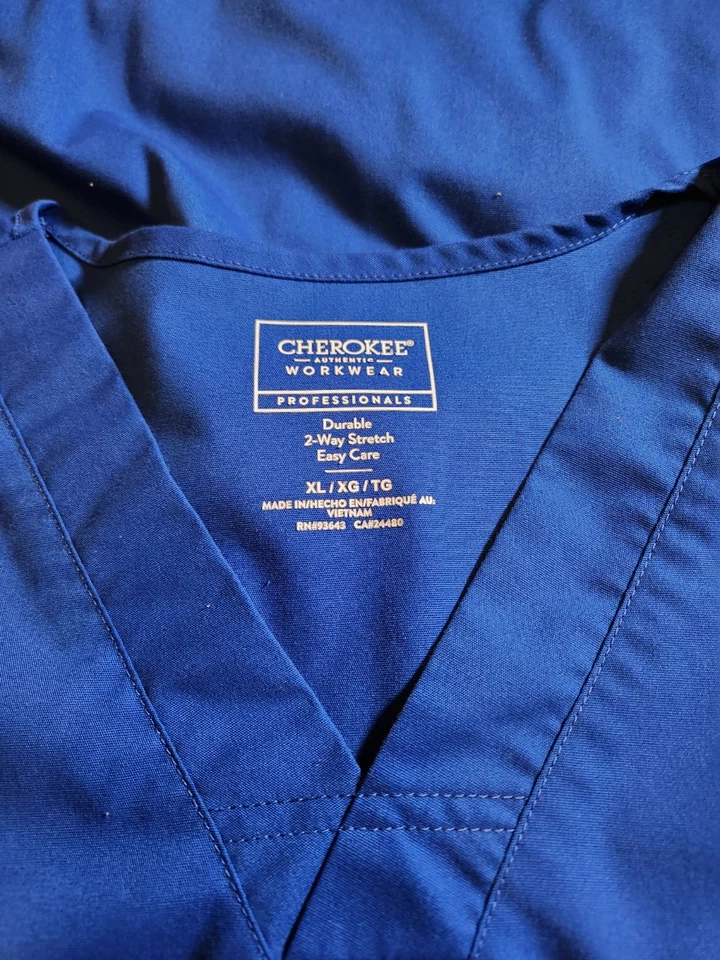 CHEROKEE®
AUTHENTIC
WORKWEAR
PROFESSIONALS
Durable
2-Way Stretch
Easy Care
XL / XG / TG
MADE IN/HECHO EN/FABRIQUÉ AU:
VIETNAM
RN#93643 CA#24480